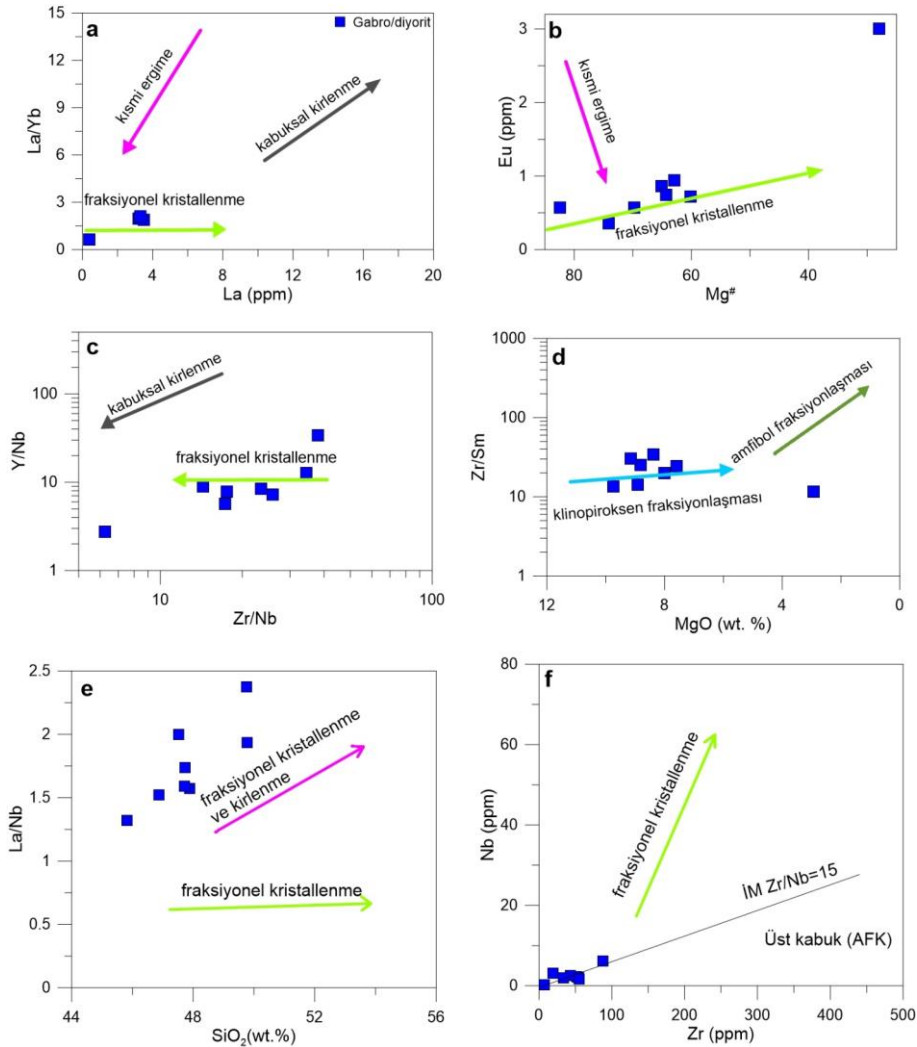 a
Gabro/diyorit
15
12
9
6
3
0
La/Yb
kısmi ergime
kabuksal kirlenme
fraksiyonel kristallenme
0
4
8
12
16
20
La (ppm)
b
3
2
1
0
Eu (ppm)
kısmi ergime
fraksiyonel kristallenme
80
60
40
Mg#
c
100
10
1
Y/Nb
kabuksal kirlenme
fraksiyonel kristallenme
10
100
Zr/Nb
d
1000
100
10
1
Zr/Sm
amfibol fraksiyonlaşması
klinopiroksen fraksiyonlaşması
12
8
4
0
MgO (wt. %)
e
2.5
2
1.5
1
0.5
0
La/Nb
fraksiyonel kristallenme
ve kirlenme
fraksiyonel kristallenme
44
48
52
56
SiO2(wt.%)
f
80
60
40
20
0
Nb (ppm)
fraksiyonel kristallenme
İM Zr/Nb=15
Üst kabuk (AFK)
0
100
200
300
400
500
Zr (ppm)